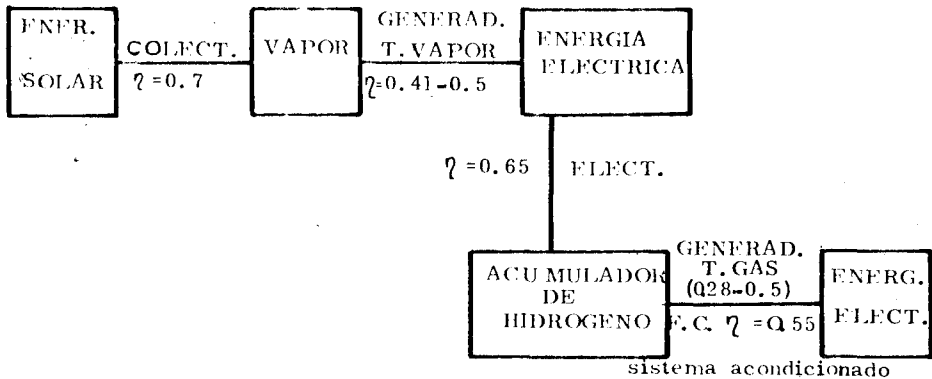 ENER.
SOLAR
COLECT.
η=0.7
VAPOR
GENERAD.
T. VAPOR
η=0.41-0.5
ENERGIA
ELECTRICA
η=0.65 ELECT.
ACUMULADOR
DE
HIDROGENO
GENERAD.
T. GAS
(0.28-0.5)
F.C. η=0.55
ENERG.
ELECT.
sistema acondicionado